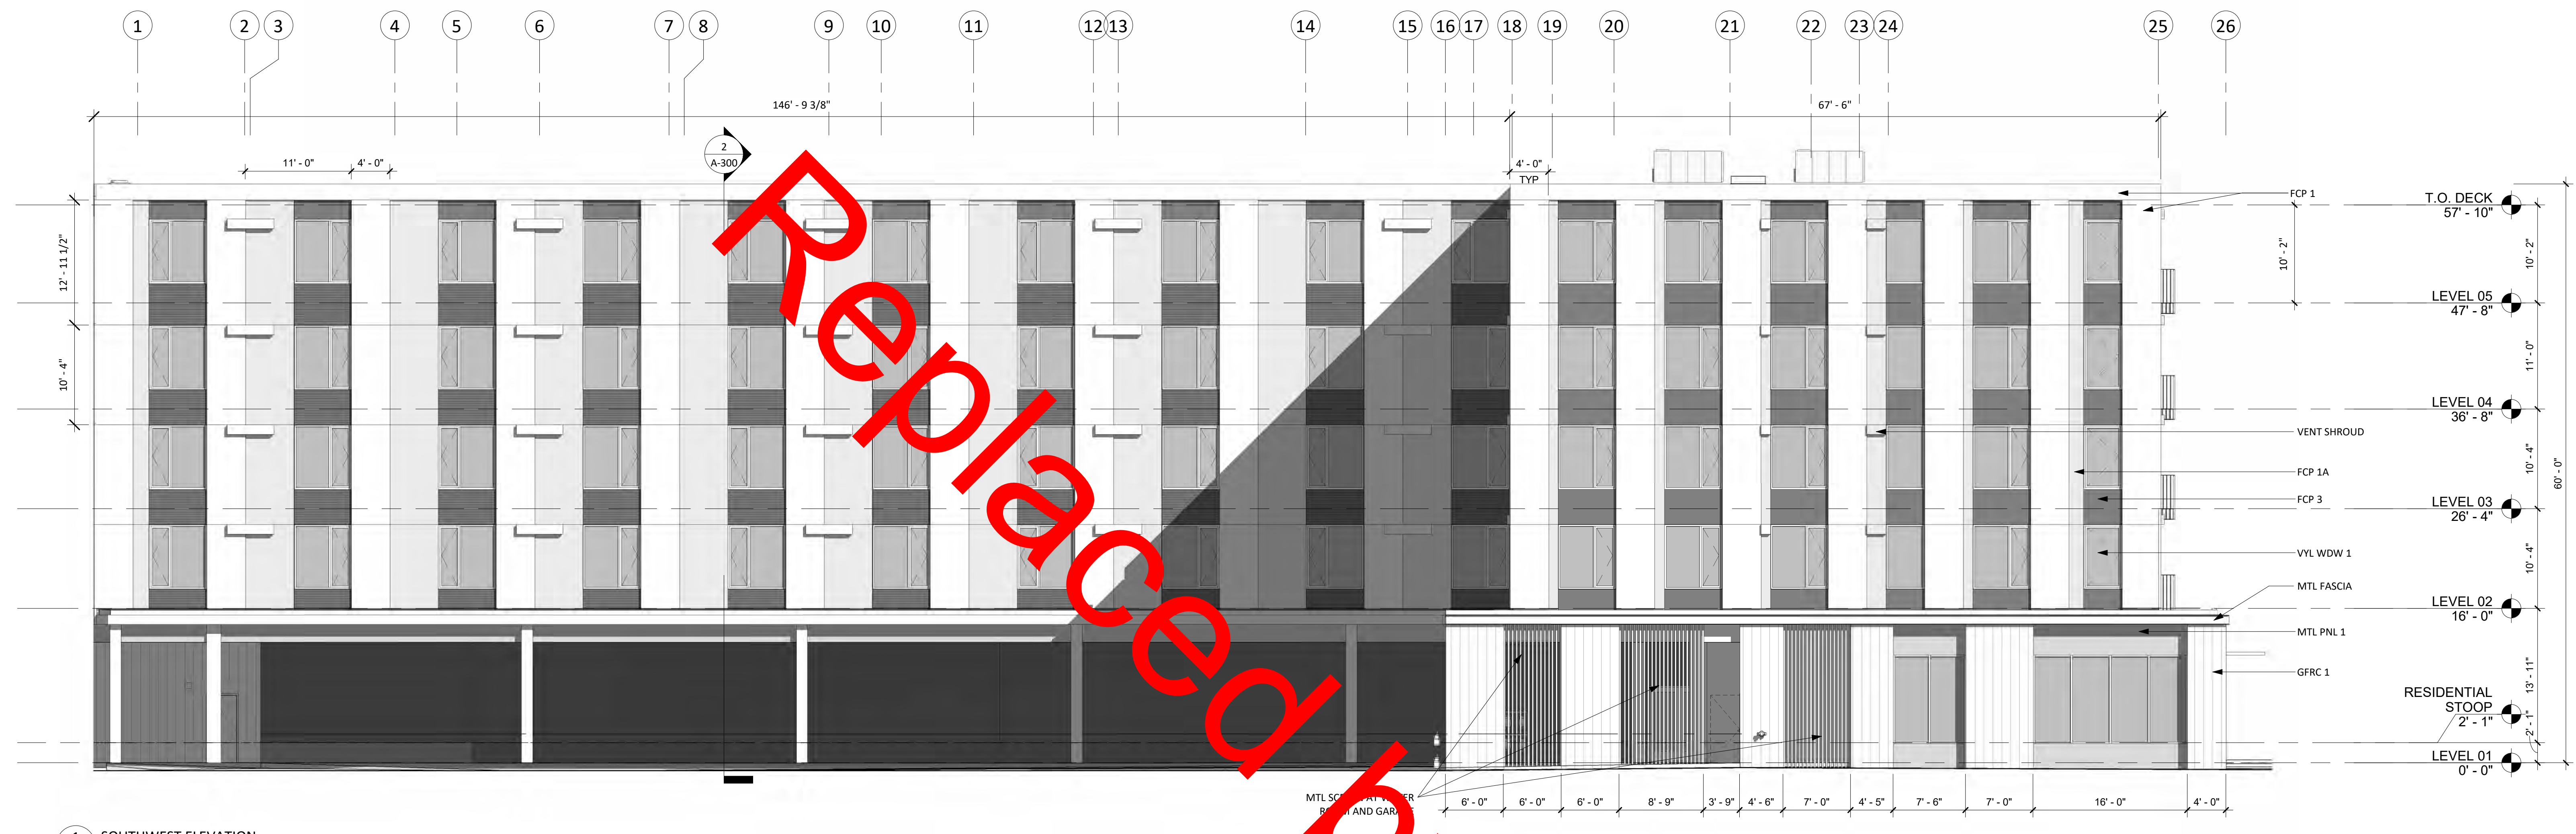 1 2 3 4 5 6 7 8 9 10 11 12 13 14 15 16 17 18 19 20 21 22 23 24 25 26
146' - 9 3/8"
67' - 6"
2
A-300
11' - 0"
4' - 0"
4' - 0"
TYP
FCP 1
T.O. DECK
57' - 10"
12' - 11 1/2"
10' - 2"
10' - 2"
LEVEL 05
47' - 8"
10' - 4"
11' - 0"
LEVEL 04
36' - 8"
VENT SHROUD
10' - 4"
FCP 1A
60' - 0"
FCP 3
LEVEL 03
26' - 4"
VYL WDW 1
10' - 4"
MTL FASCIA
LEVEL 02
16' - 0"
MTL PNL 1
GFRC 1
13' - 11"
RESIDENTIAL
STOOP
2' - 1"
2' - 1"
LEVEL 01
0' - 0"
MTL AT
AND
6' - 0" 6' - 0" 6' - 0" 8' - 9" 3' - 9" 4' - 6" 7' - 0" 4' - 5" 7' - 6" 7' - 0" 16' - 0" 4' - 0"
Replaced
1
SOUTHWEST ELEVATION